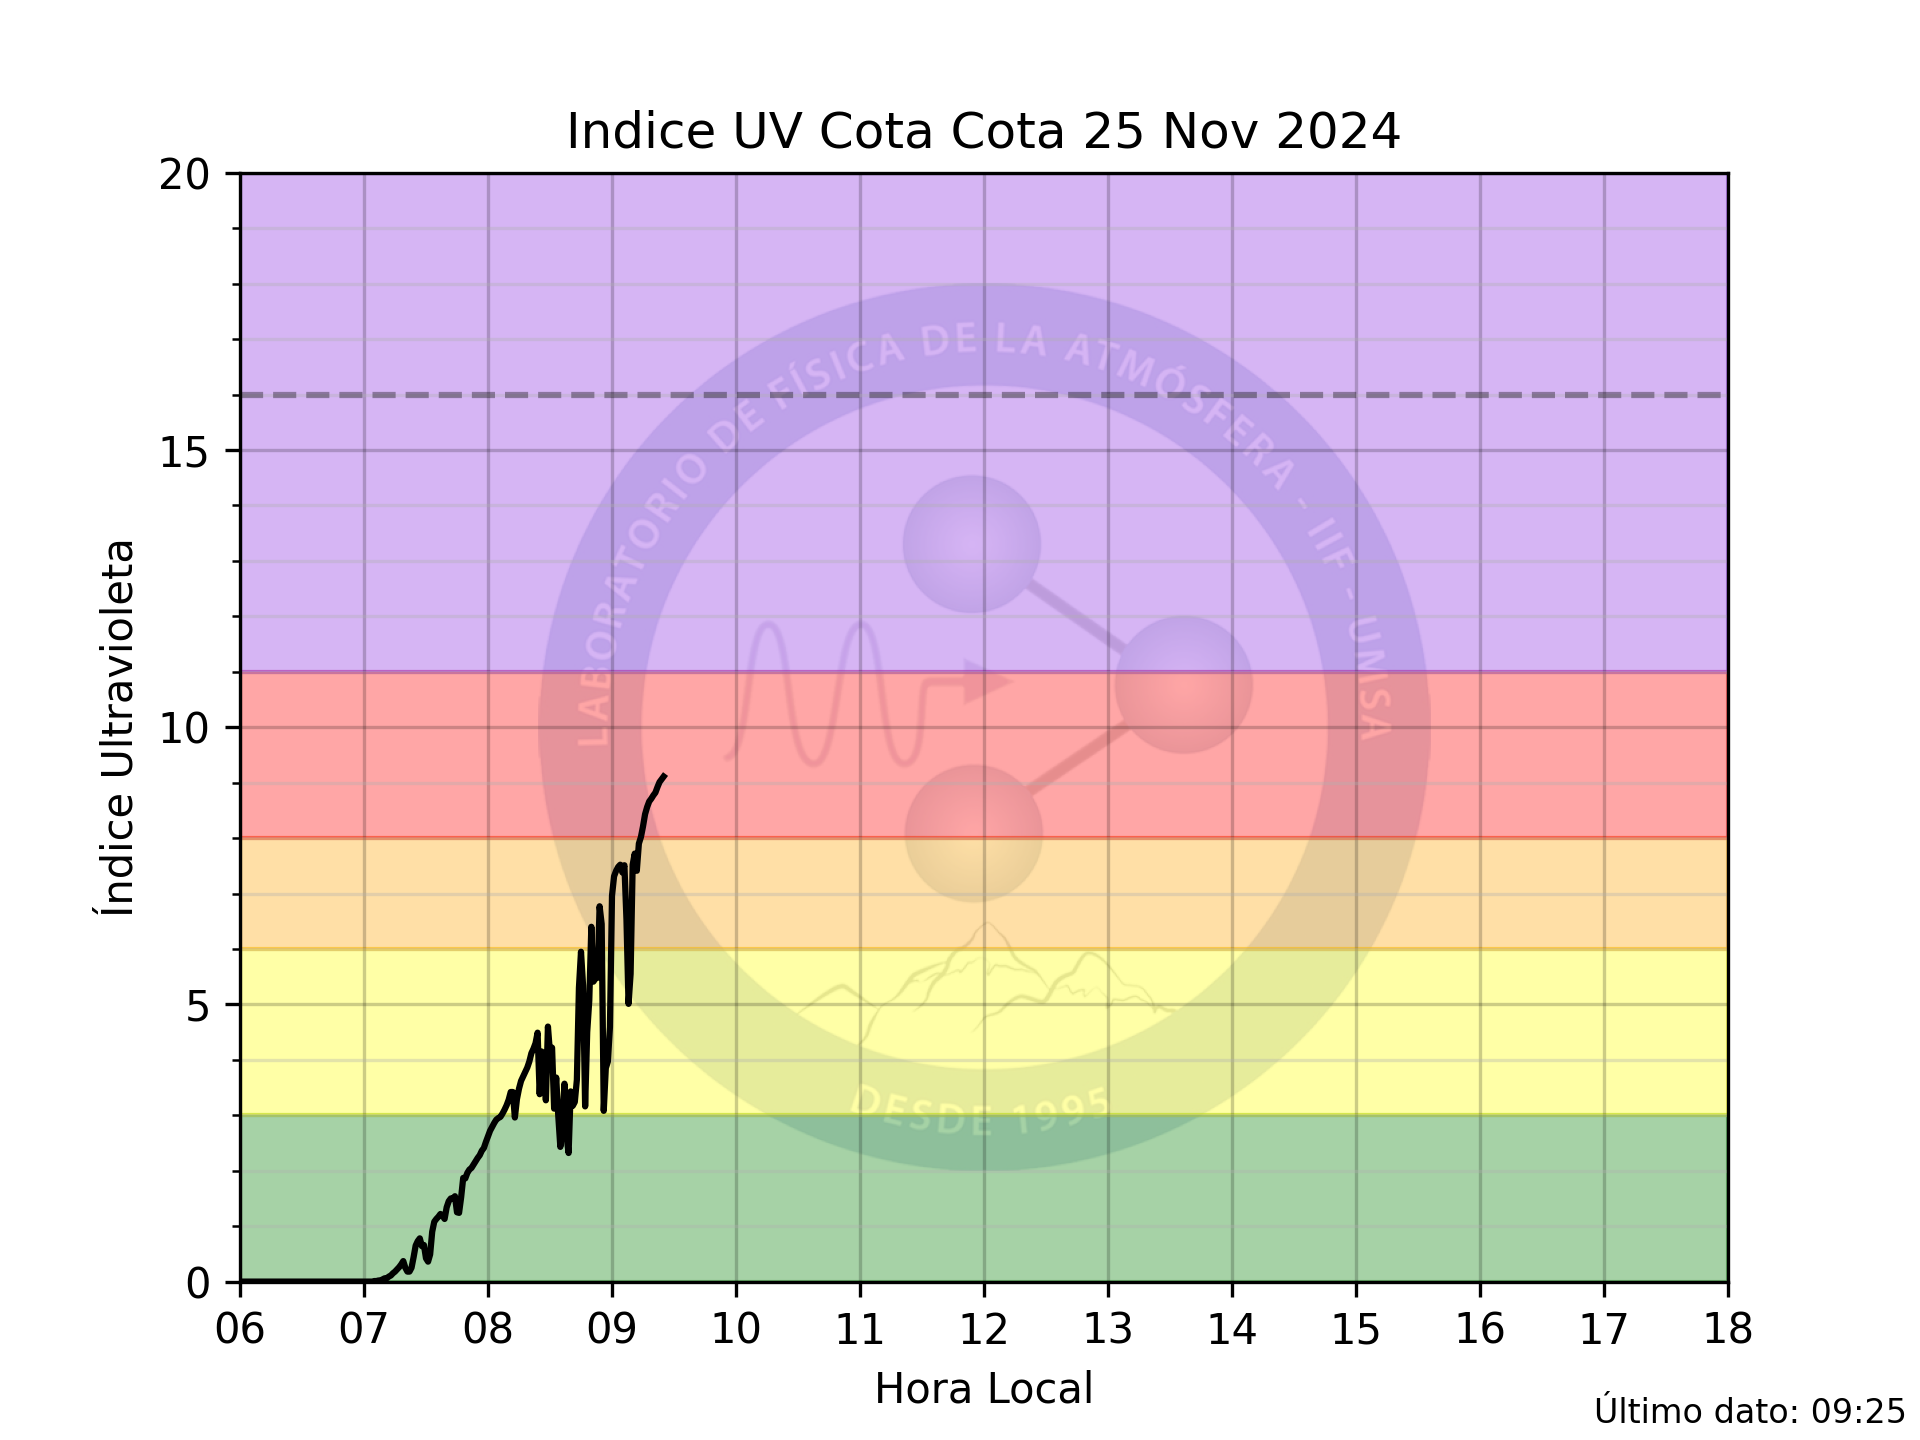 Indice UV Cota Cota 25 Nov 2024
20
15
10
5
0
Índice Ultravioleta
LABORATORIO DE FÍSICA DE LA ATMÓSFERA - IIF - UMSA
DESDE 1995
06 07 08 09 10 11 12 13 14 15 16 17 18
Hora Local
Último dato: 09:25